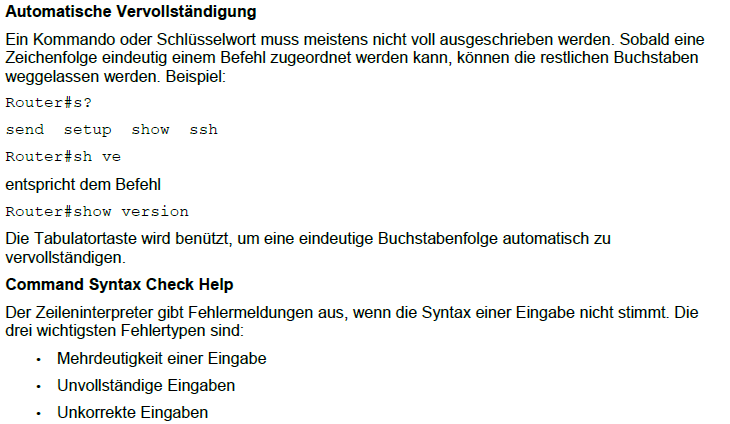 Automatische Vervollständigung
Ein Kommando oder Schlüsselwort muss meistens nicht voll ausgeschrieben werden. Sobald eine
Zeichenfolge eindeutig einem Befehl zugeordnet werden kann, können die restlichen Buchstaben
weggelassen werden. Beispiel:
Router#s?
send  setup  show  ssh
Router#sh ve
entspricht dem Befehl
Router#show version
Die Tabulatortaste wird benützt, um eine eindeutige Buchstabenfolge automatisch zu
vervollständigen.
Command Syntax Check Help
Der Zeileninterpreter gibt Fehlermeldungen aus, wenn die Syntax einer Eingabe nicht stimmt. Die
drei wichtigsten Fehlertypen sind:
• Mehrdeutigkeit einer Eingabe
• Unvollständige Eingaben
• Unkorrekte Eingaben